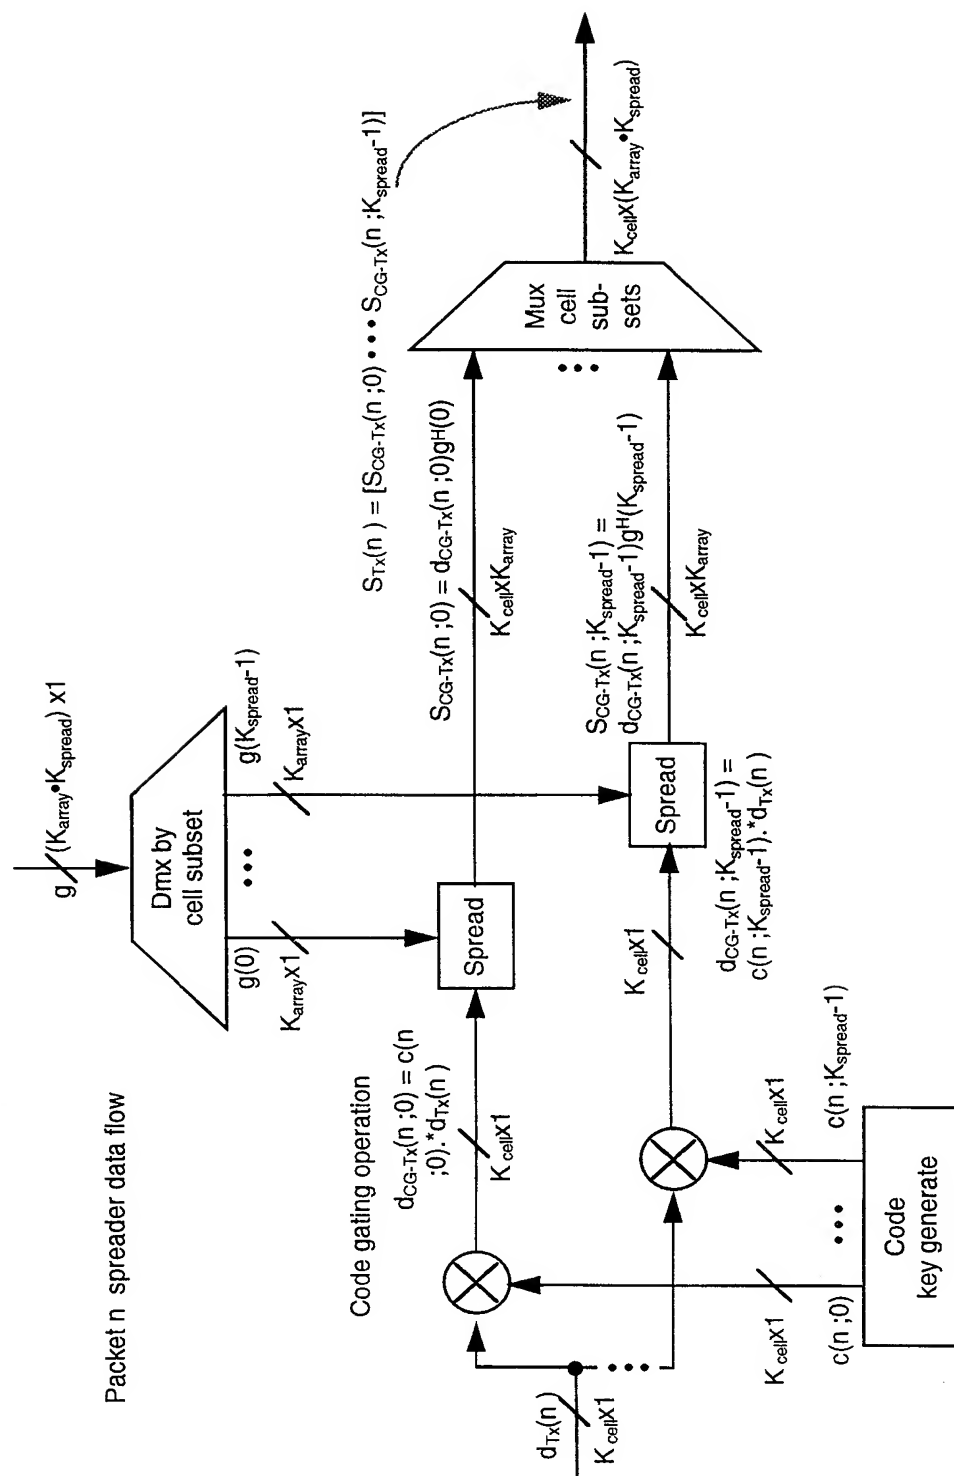 Packet n spreader data flow
g
(Karray•Kspread) x1
Dmx by
cell subset
g(0)
Karrayx1
•••
g(Kspread-1)
Karrayx1
Code gating operation
dTx(n)
Kcellx1
•••
dCG-Tx(n ;0) = c(n
;0).*dTx(n )
Kcellx1
Spread
SCG-Tx(n ;0) = dCG-Tx(n ;0)gH(0)
KcellxKarray
STx(n ) = [SCG-Tx(n ;0) ••• SCG-Tx(n ;Kspread-1)]
Kcellx1
dCG-Tx(n ;Kspread-1) =
c(n ;Kspread-1).*dTx(n )
Spread
SCG-Tx(n ;Kspread-1) =
dCG-Tx(n ;Kspread-1)gH(Kspread-1)
KcellxKarray
•••
Mux
cell
sub-
sets
Kcellx(Karray•Kspread)
Kcellx1
c(n ;0)
•••
Kcellx1
c(n ;Kspread-1)
Code
key generate